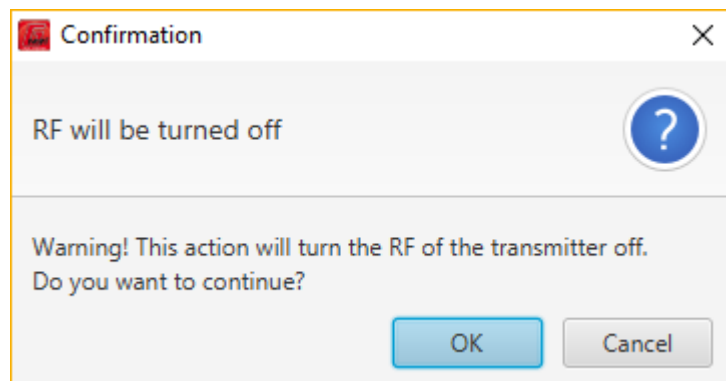 Confirmation
RF will be turned off
?
Warning! This action will turn the RF of the transmitter off.
Do you want to continue?
OK
Cancel